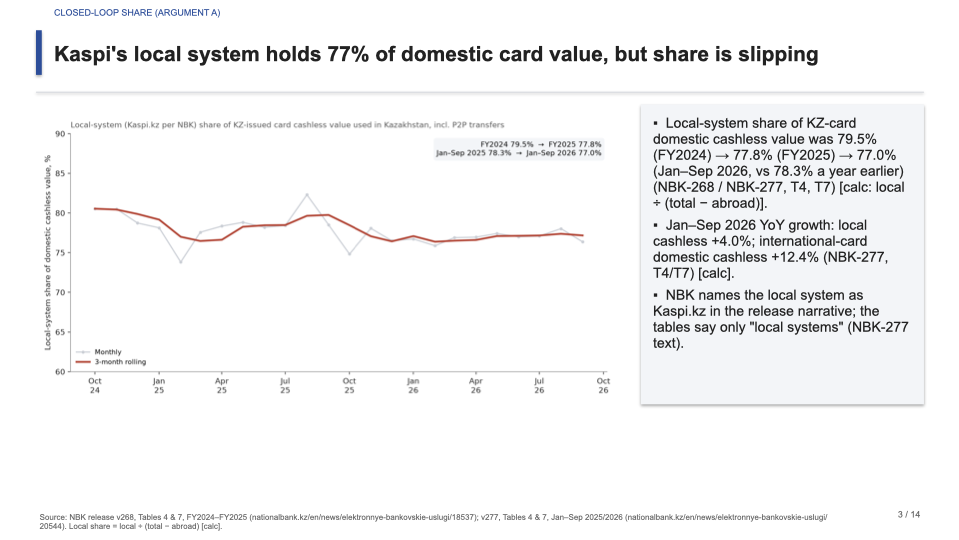 CLOSED-LOOP SHARE (ARGUMENT A)
Kaspi's local system holds 77% of domestic card value, but share is slipping
Local-system (Kaspi.kz per NBK) share of KZ-issued card cashless value used in Kazakhstan, incl. P2P transfers
FY2024 79.5% → FY2025 77.8%
Jan–Sep 2025 78.3% → Jan–Sep 2026 77.0%
Local-system share of domestic cashless value, %
90
85
80
75
70
65
60
Monthly
3-month rolling
Oct 24
Jan 25
Apr 25
Jul 25
Oct 25
Jan 26
Apr 26
Jul 26
Oct 26
▪ Local-system share of KZ-card
domestic cashless value was 79.5%
(FY2024) → 77.8% (FY2025) → 77.0%
(Jan–Sep 2026, vs 78.3% a year earlier)
(NBK-268 / NBK-277, T4, T7) [calc: local
÷ (total − abroad)].
▪ Jan–Sep 2026 YoY growth: local
cashless +4.0%; international-card
domestic cashless +12.4% (NBK-277,
T4/T7) [calc].
▪ NBK names the local system as
Kaspi.kz in the release narrative; the
tables say only "local systems" (NBK-277
text).
Source: NBK release v268, Tables 4 & 7, FY2024–FY2025 (nationalbank.kz/en/news/elektronnye-bankovskie-uslugi/18537); v277, Tables 4 & 7, Jan–Sep 2025/2026 (nationalbank.kz/en/news/elektronnye-bankovskie-uslugi/
20544). Local share = local ÷ (total − abroad) [calc].
3 / 14